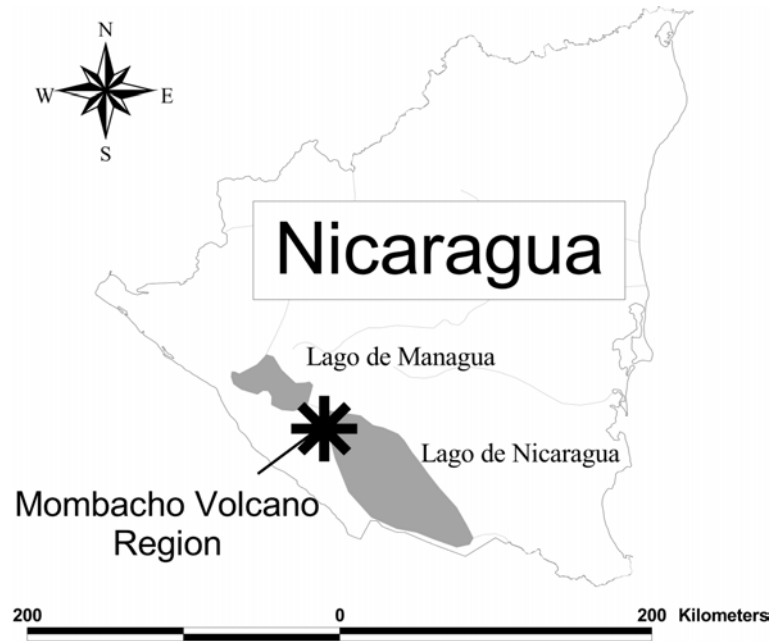 N
W E
S
Nicaragua
Lago de Managua
Lago de Nicaragua
Mombacho Volcano
Region
200 0 200 Kilometers